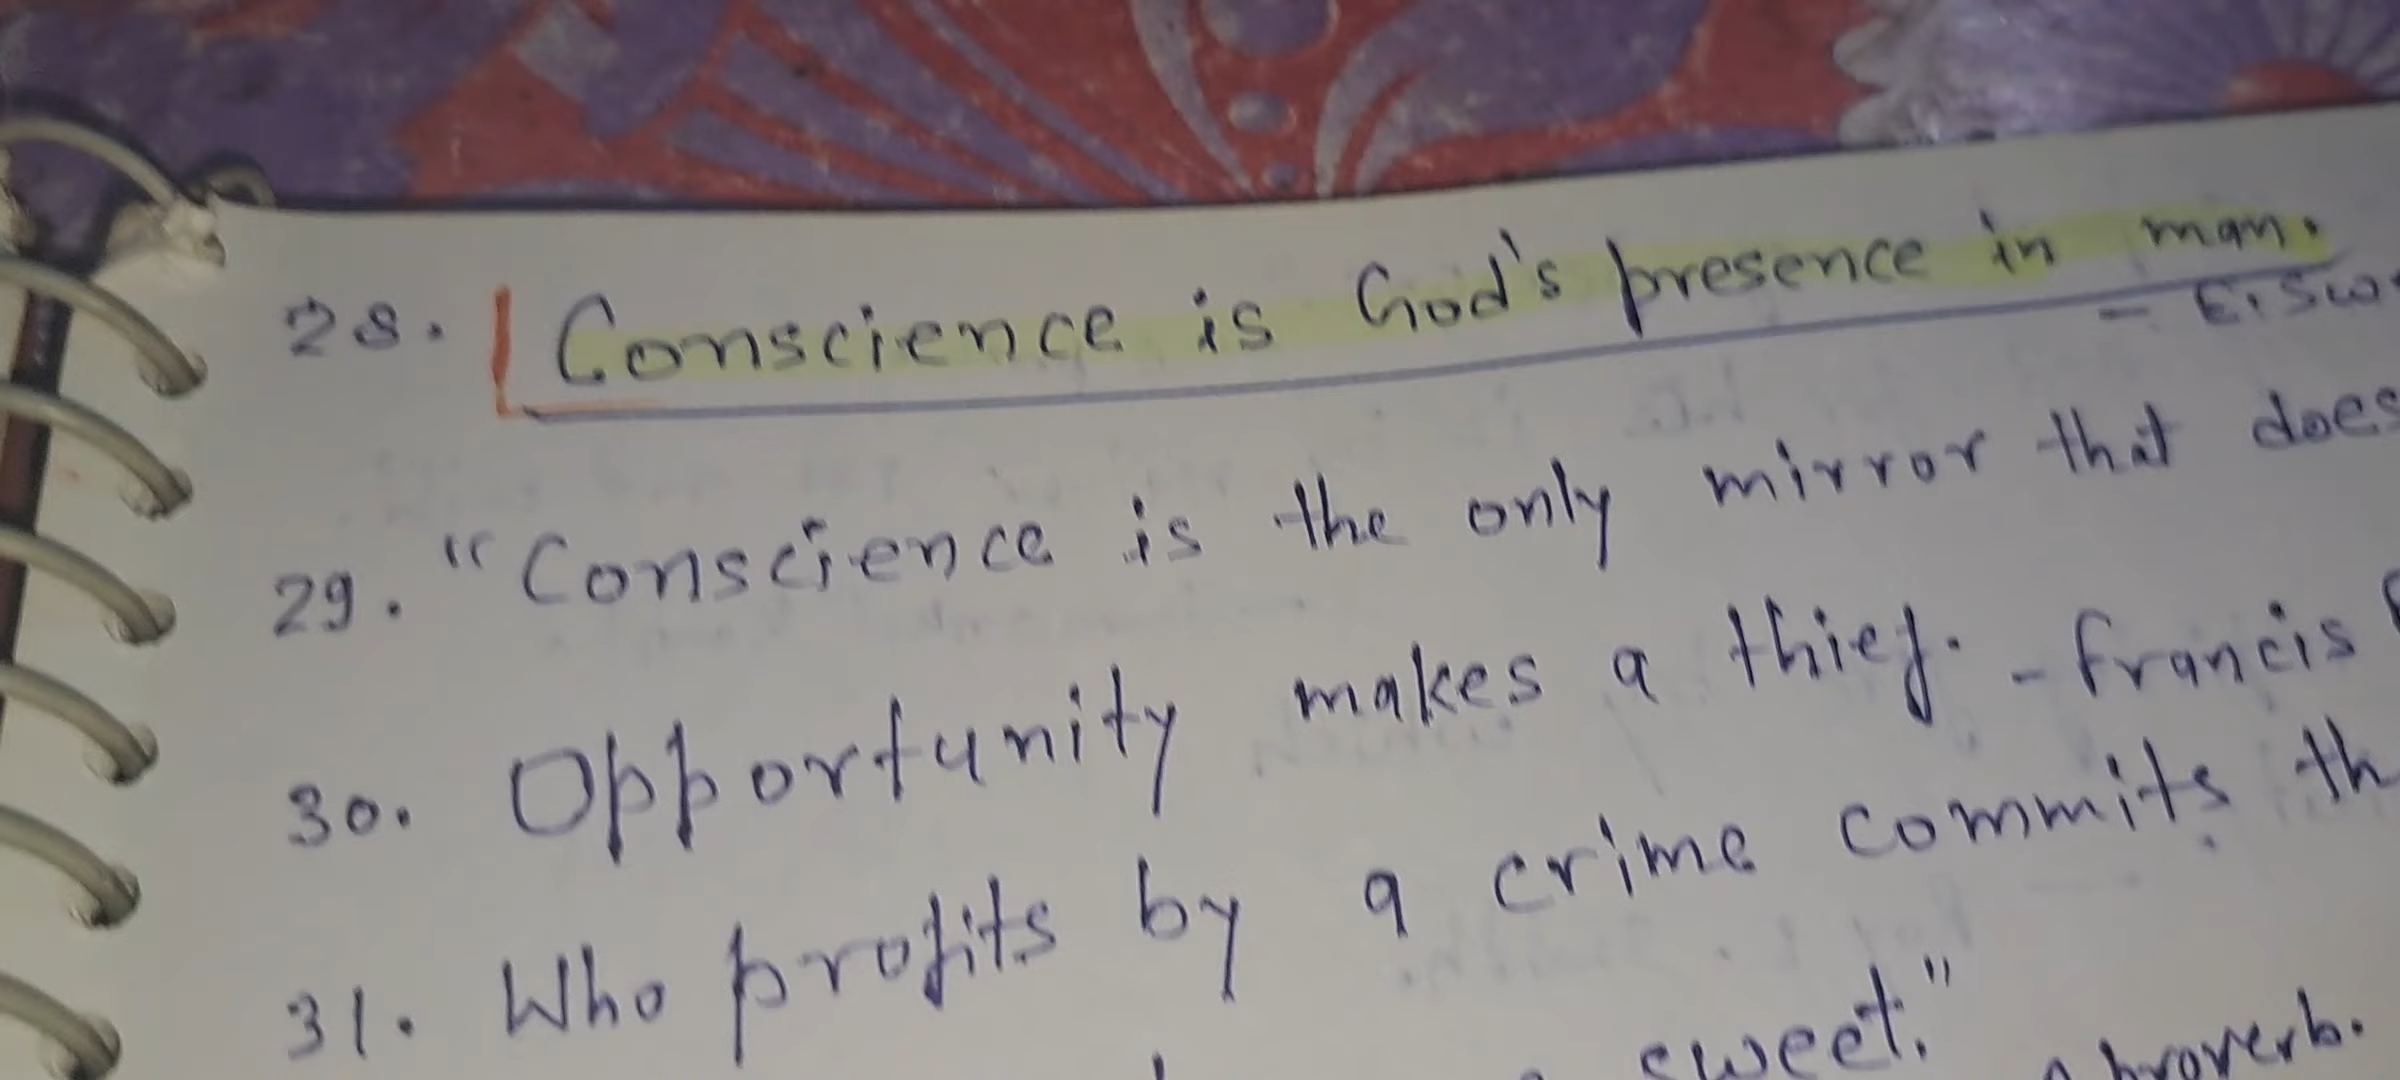 28. Conscience is God's presence in man.
29. "Conscience is the only mirror that does
30. Opportunity makes a thief. - Francis
31. Who profits by a crime commits th
sweet."
proverb.